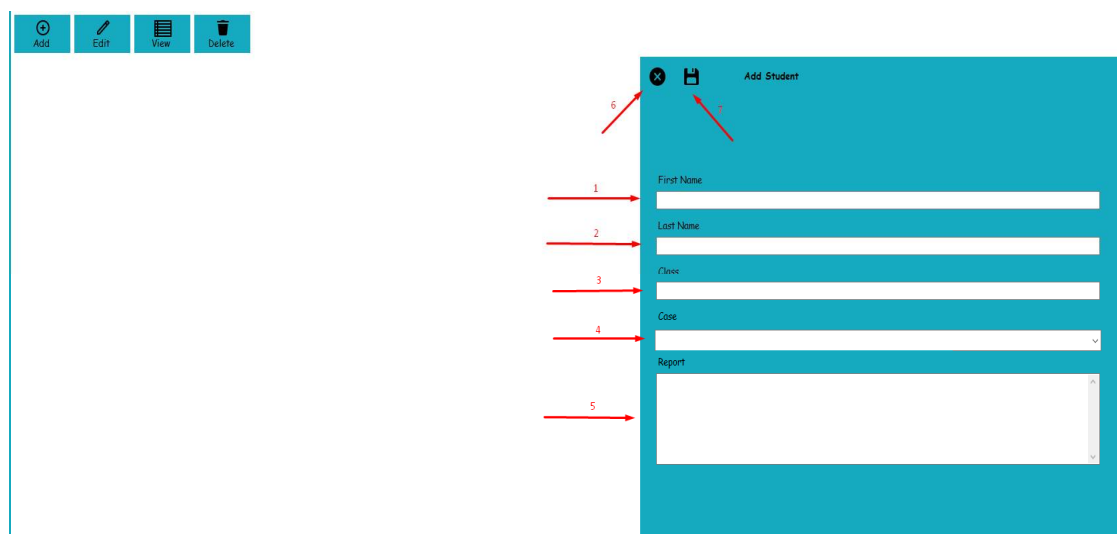 Add Edit View Delete
Add Student
6
7
First Name
1
Last Name
2
Class
3
Case
4
Report
5